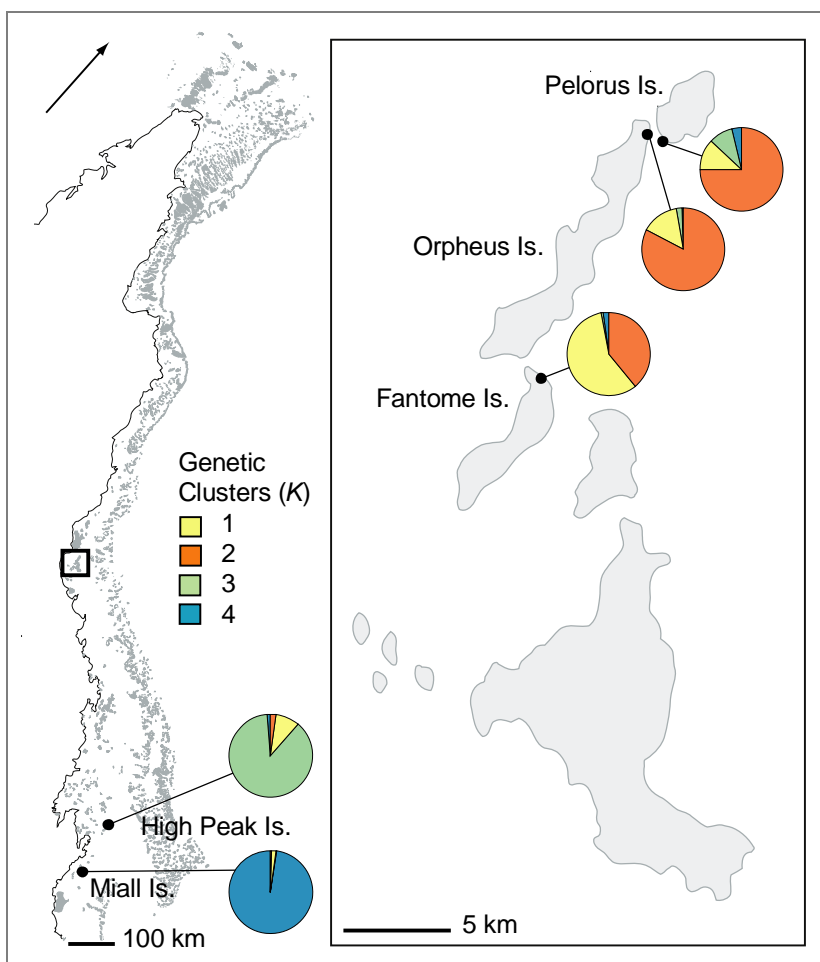 Pelorus Is.
Orpheus Is.
Fantome Is.
Genetic
Clusters (K)
1
2
3
4
High Peak Is.
Miall Is.
100 km
5 km